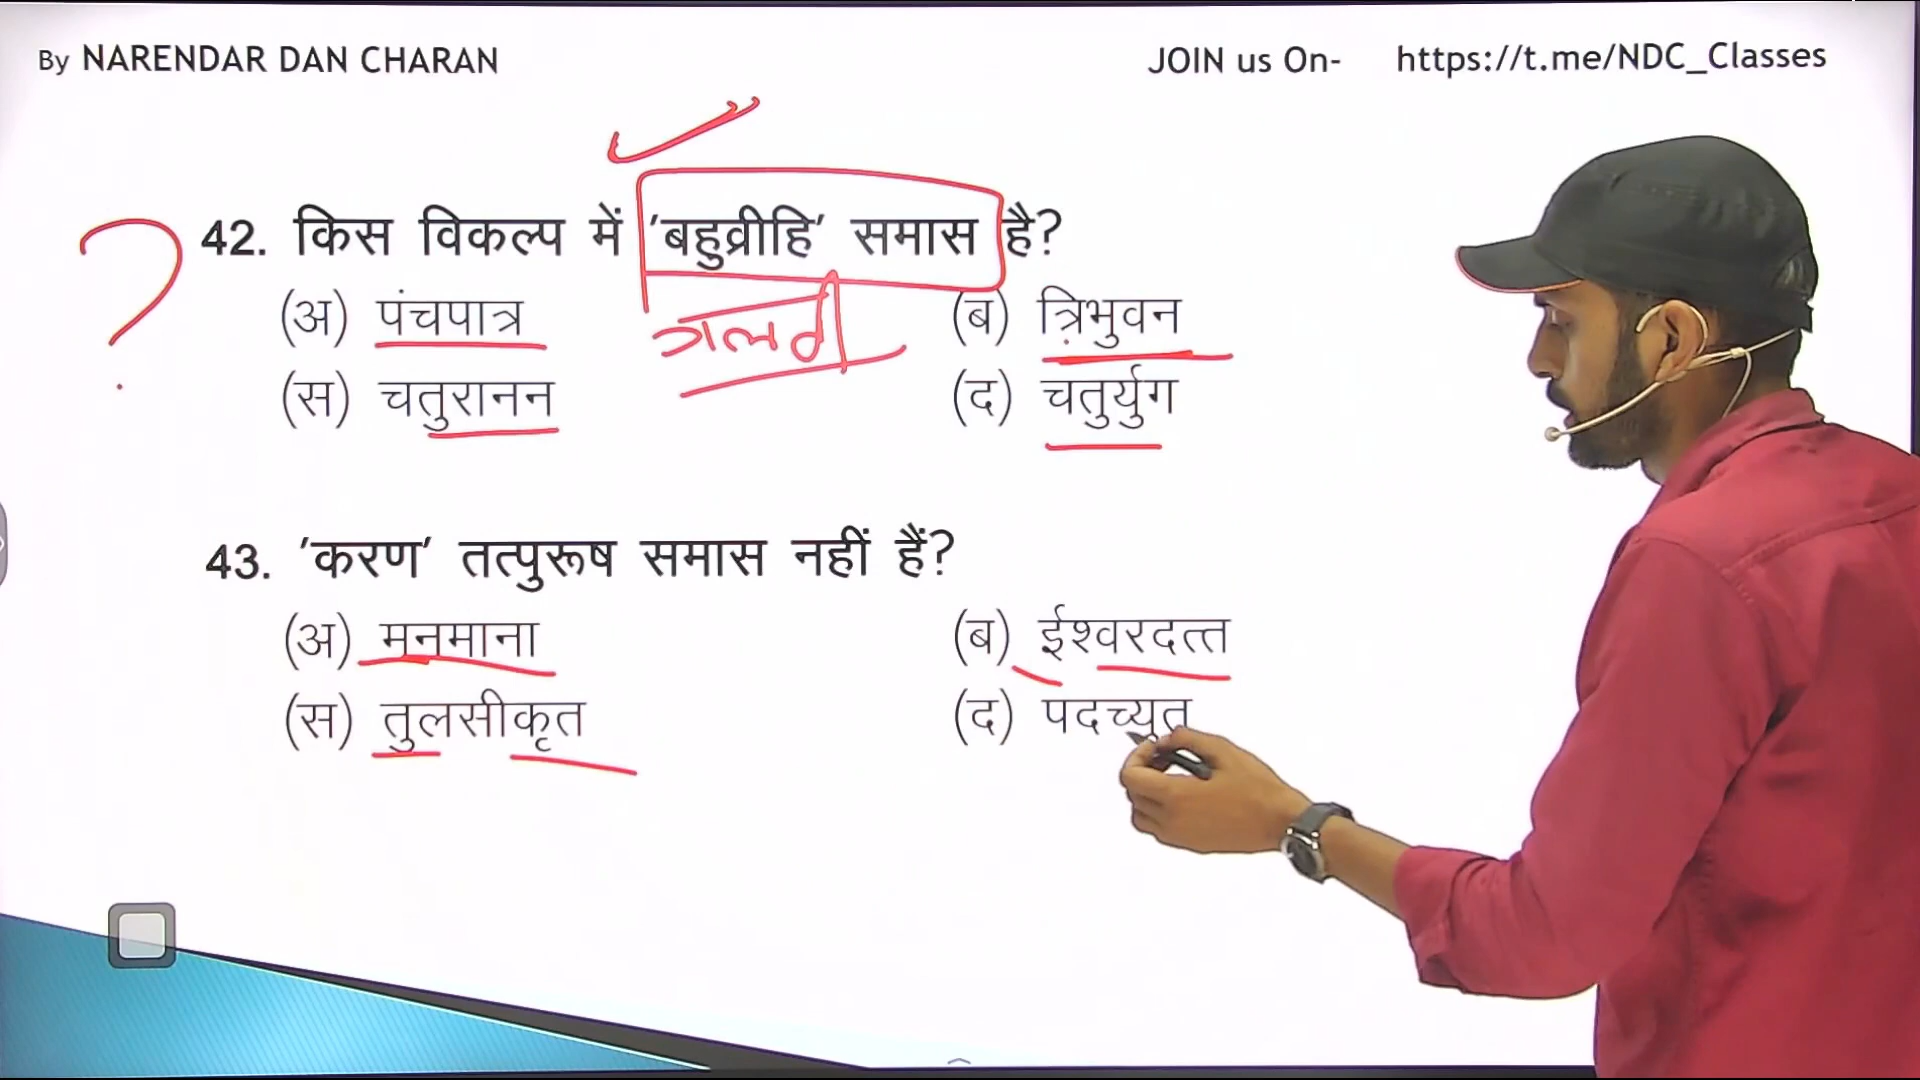 By NARENDAR DAN CHARAN JOIN us On- https://t.me/NDC_Classes
42. किस विकल्प में 'बहुव्रीहि' समास है?
(अ) पंचपात्र (ब) त्रिभुवन
गलती
(स) चतुरानन (द) चतुर्युग
43. 'करण' तत्पुरूष समास नहीं हैं?
(अ) मनमाना (ब) ईश्वरदत्त
(स) तुलसीकृत (द) पदच्यूत